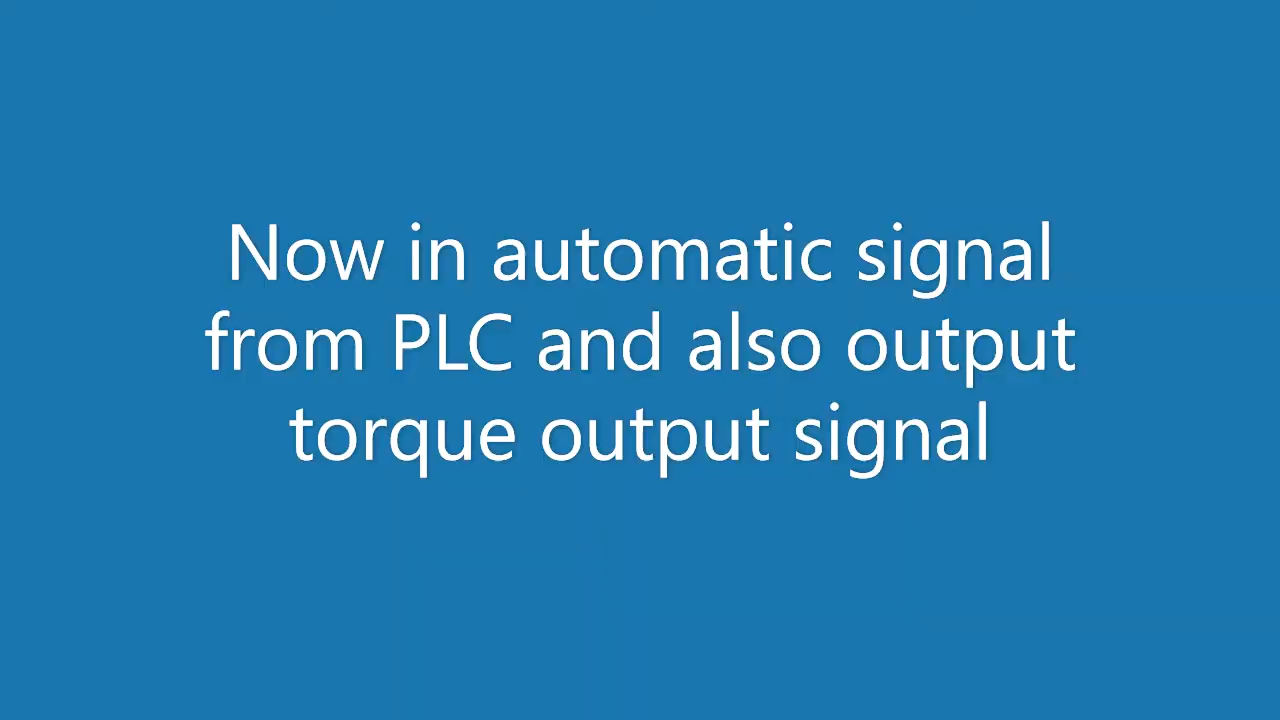 Now in automatic signal
from PLC and also output
torque output signal